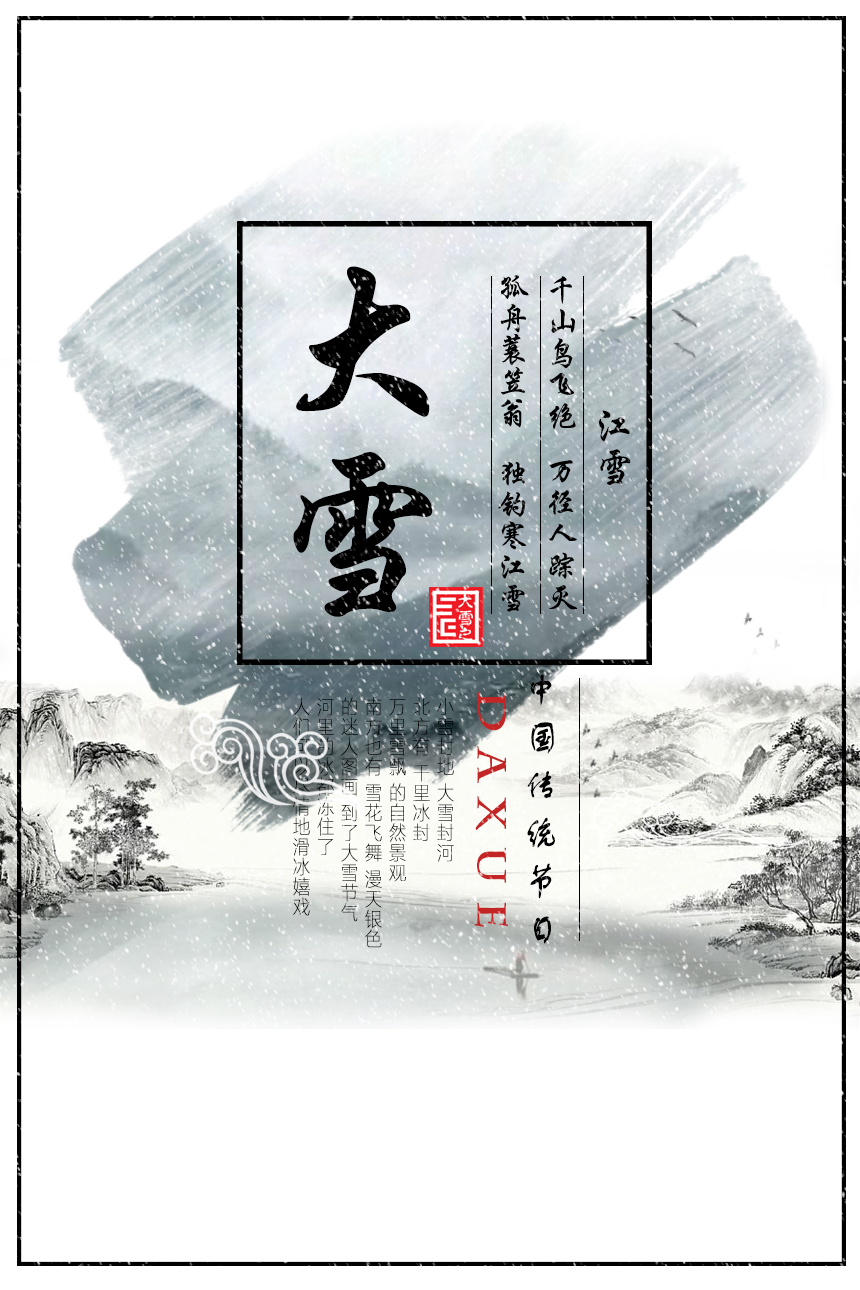 大雪
江雪
千山鸟飞绝 万径人踪灭
孤舟蓑笠翁 独钓寒江雪
中国传统节日
DAXUE
小雪封地 大雪封河
北方有 千里冰封
万里雪飘 的自然景观
南方也有 雪花飞舞 漫天银色
的迷人图画 到了大雪节气
河里的冰都冻住了
人们可以尽情地滑冰嬉戏